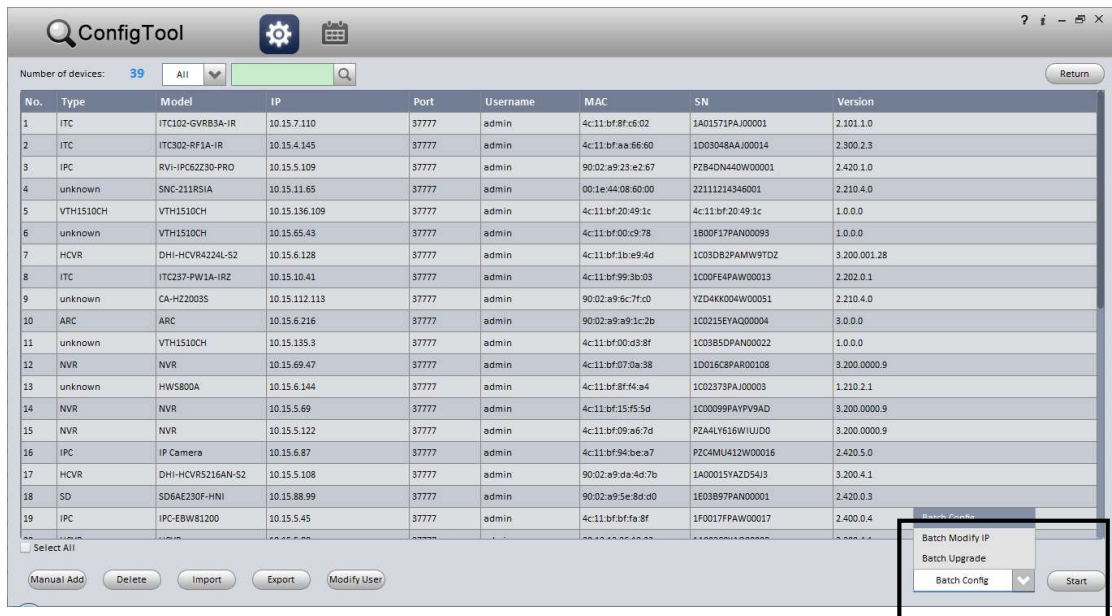 ConfigTool
? i
Number of devices: 39 All Return
No. Type Model IP Port Username MAC SN Version
1 ITC ITC102-GVRB3A-IR 10.15.7.110 37777 admin 4c:11:bf:8f:c6:02 1A01571PAJ00001 2.101.1.0
2 ITC ITC302-RF1A-IR 10.15.4.145 37777 admin 4c:11:bf:aa:66:60 1D03048AAJ00014 2.300.2.3
3 IPC RVi-IPC62Z30-PRO 10.15.5.109 37777 admin 90:02:a9:23:e2:67 PZB4DN440W00001 2.420.1.0
4 unknown SNC-211RSIA 10.15.11.65 37777 admin 00:1e:44:08:60:00 22111214346001 2.210.4.0
5 VTH1510CH VTH1510CH 10.15.136.109 37777 admin 4c:11:bf:20:49:1c 4c:11:bf:20:49:1c 1.0.0.0
6 unknown VTH1510CH 10.15.65.43 37777 admin 4c:11:bf:00:c9:78 1B00F17PAN00093 1.0.0.0
7 HCVR DHI-HCVR4224L-S2 10.15.6.128 37777 admin 4c:11:bf:1b:e9:4d 1C03DB2PAMW9TDZ 3.200.001.28
8 ITC ITC237-PW1A-IRZ 10.15.10.41 37777 admin 4c:11:bf:99:3b:03 1C00FE4PAW00013 2.202.0.1
9 unknown CA-HZ2003S 10.15.112.113 37777 admin 90:02:a9:6c:7f:c0 YZD4KK004W00051 2.210.4.0
10 ARC ARC 10.15.6.216 37777 admin 90:02:a9:a9:1c:2b 1C0215EYAQ00004 3.0.0.0
11 unknown VTH1510CH 10.15.135.3 37777 admin 4c:11:bf:00:d3:8f 1C03B5DPAN00022 1.0.0.0
12 NVR NVR 10.15.69.47 37777 admin 4c:11:bf:07:0a:38 1D016C8PAR00108 3.200.0000.9
13 unknown HWS800A 10.15.6.144 37777 admin 4c:11:bf:8f:f4:a4 1C02373PAJ00003 1.210.2.1
14 NVR NVR 10.15.5.69 37777 admin 4c:11:bf:15:f5:5d 1C00099PAYPV9AD 3.200.0000.9
15 NVR NVR 10.15.5.122 37777 admin 4c:11:bf:09:a6:7d PZA4LY616WIUJD0 3.200.0000.9
16 IPC IP Camera 10.15.6.87 37777 admin 4c:11:bf:94:be:a7 PZC4MU412W00016 2.420.5.0
17 HCVR DHI-HCVR5216AN-S2 10.15.5.108 37777 admin 90:02:a9:da:4d:7b 1A00015YAZD54J3 3.200.4.1
18 SD SD6AE230F-HNI 10.15.88.99 37777 admin 90:02:a9:5e:8d:d0 1E03B97PAN00001 2.420.0.3
19 IPC IPC-EBW81200 10.15.5.45 37777 admin 4c:11:bf:bf:fa:8f 1F0017FPAW00017 2.400.0.4 Batch Config
Select All
Batch Modify IP
Batch Upgrade
Manual Add Delete Import Export Modify User Batch Config Start